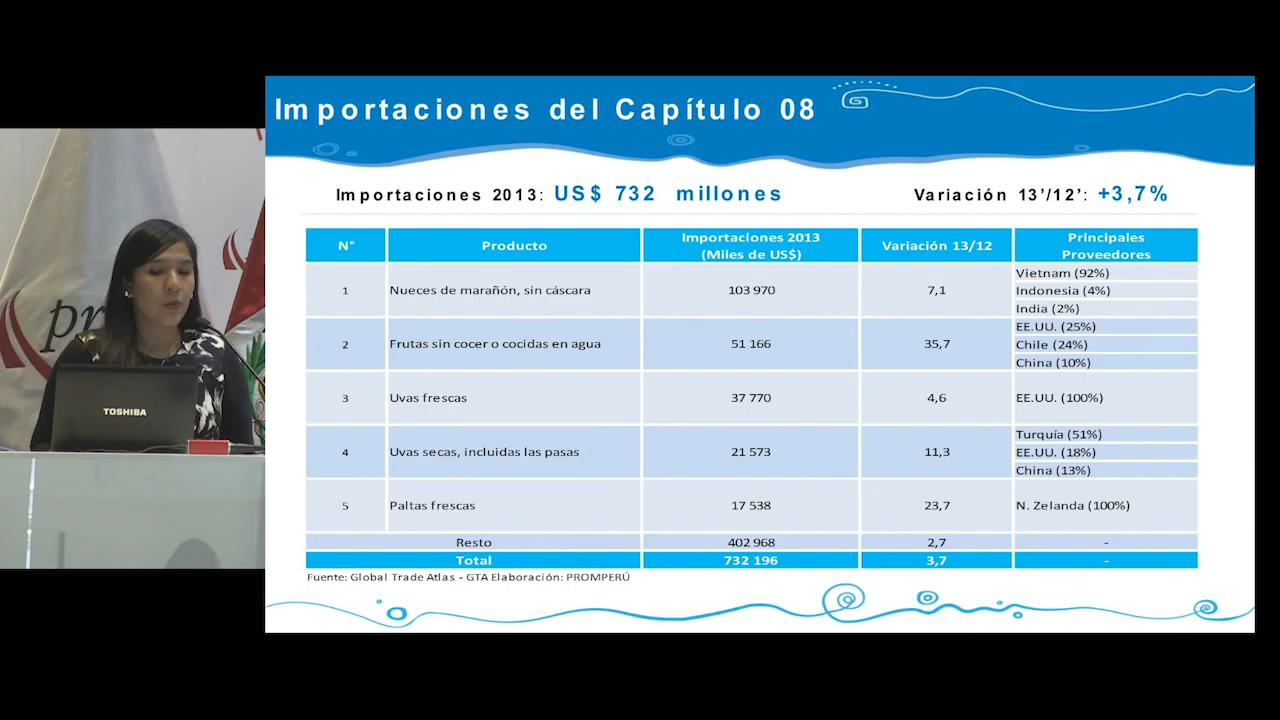 Importaciones del Capítulo 08
Importaciones 2013: US$ 732 millones
Variación 13’/12’: +3,7%
N° Producto Importaciones 2013 (Miles de US$) Variación 13/12 Principales Proveedores
1 Nueces de marañón, sin cáscara 103 970 7,1 Vietnam (92%)
Indonesia (4%)
India (2%)
2 Frutas sin cocer o cocidas en agua 51 166 35,7 EE.UU. (25%)
Chile (24%)
China (10%)
3 Uvas frescas 37 770 4,6 EE.UU. (100%)
4 Uvas secas, incluidas las pasas 21 573 11,3 Turquía (51%)
EE.UU. (18%)
China (13%)
5 Paltas frescas 17 538 23,7 N. Zelanda (100%)
Resto 402 968 2,7 -
Total 732 196 3,7 -
Fuente: Global Trade Atlas - GTA Elaboración: PROMPERÚ
TOSHIBA